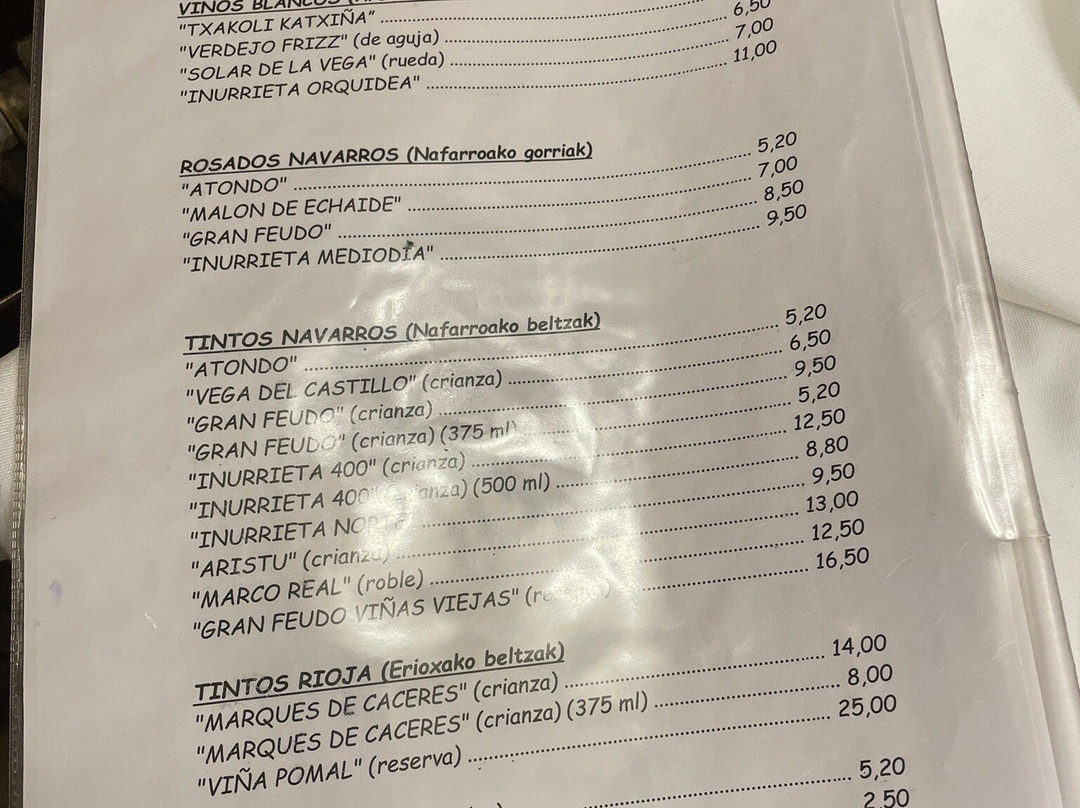 VINOS BLANCOS
"TXAKOLI KATXIÑA"
"VERDEJO FRIZZ" (de aguja) 6,50
"SOLAR DE LA VEGA" (rueda) 7,00
"INURRIETA ORQUIDEA" 11,00
ROSADOS NAVARROS (Nafarroako gorriak)
"ATONDO" 5,20
"MALON DE ECHAIDE" 7,00
"GRAN FEUDO" 8,50
"INURRIETA MEDIODÍA" 9,50
TINTOS NAVARROS (Nafarroako beltzak)
"ATONDO" 5,20
"VEGA DEL CASTILLO" (crianza) 6,50
"GRAN FEUDO" (crianza) 9,50
"GRAN FEUDO" (crianza) (375 ml) 5,20
"INURRIETA 400" (crianza) 12,50
"INURRIETA 400" (crianza) (500 ml) 8,80
"INURRIETA 9,50
"ARISTU" (crianza) 13,00
"MARCO REAL" (roble) 12,50
"GRAN FEUDO VIÑAS VIEJAS" 16,50
TINTOS RIOJA (Erioxako beltzak)
"MARQUES DE CACERES" (crianza) 14,00
"MARQUES DE CACERES" (crianza) (375 ml) 8,00
"VIÑA POMAL" (reserva) 25,00
5,20
2,50